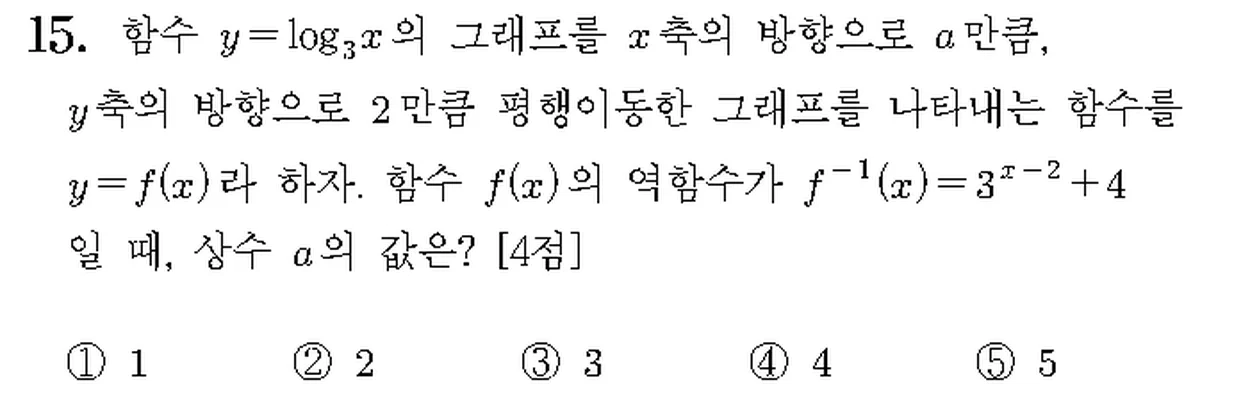 15. 함수 y=log₃x의 그래프를 x축의 방향으로 a만큼,
y축의 방향으로 2만큼 평행이동한 그래프를 나타내는 함수를
y=f(x)라 하자. 함수 f(x)의 역함수가 f⁻¹(x)=3ˣ⁻²+4
일 때, 상수 a의 값은? [4점]
① 1 ② 2 ③ 3 ④ 4 ⑤ 5